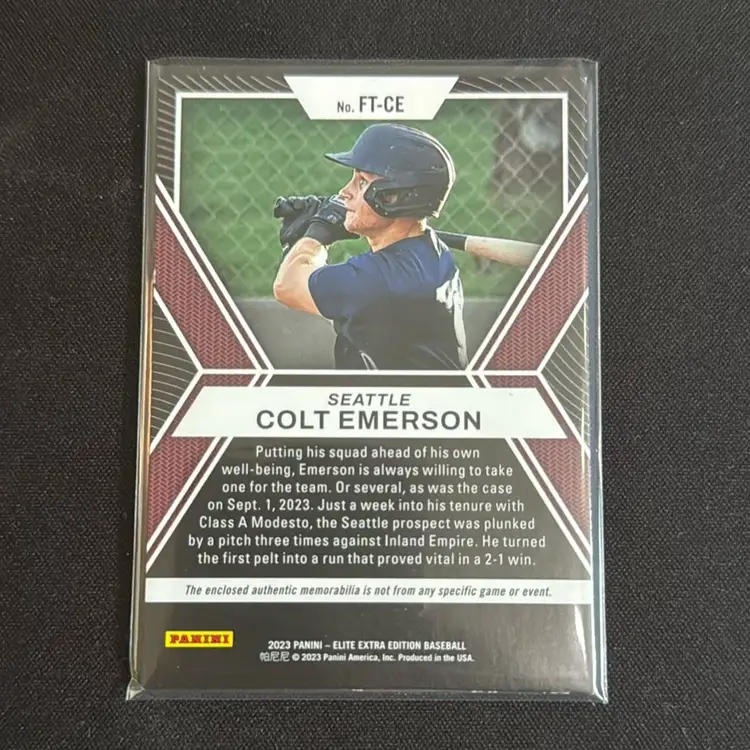 No. FT-CE
SEATTLE
COLT EMERSON
Putting his squad ahead of his own
well-being, Emerson is always willing to take
one for the team. Or several, as was the case
on Sept. 1, 2023. Just a week into his tenure with
Class A Modesto, the Seattle prospect was plunked
by a pitch three times against Inland Empire. He turned
the first pelt into a run that proved vital in a 2-1 win.
The enclosed authentic memorabilia is not from any specific game or event.
PANINI
2023 PANINI – ELITE EXTRA EDITION BASEBALL
帕尼尼 © 2023 Panini America, Inc. Produced in the USA.